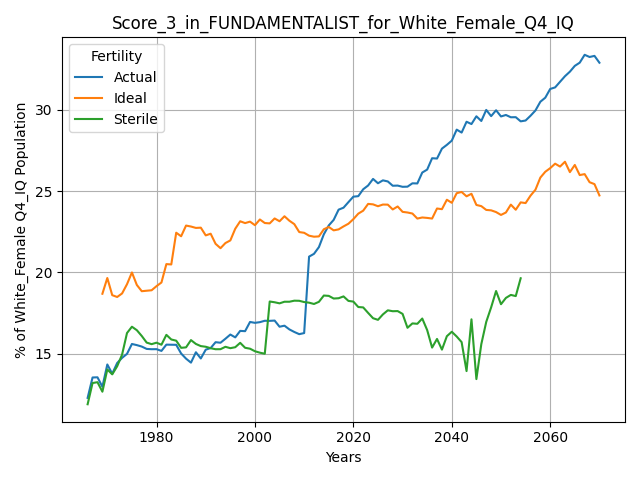 Score_3_in_FUNDAMENTALIST_for_White_Female_Q4_IQ
Fertility
Actual
Ideal
Sterile
% of White_Female Q4_IQ Population
30
25
20
15
1980
2000
2020
2040
2060
Years